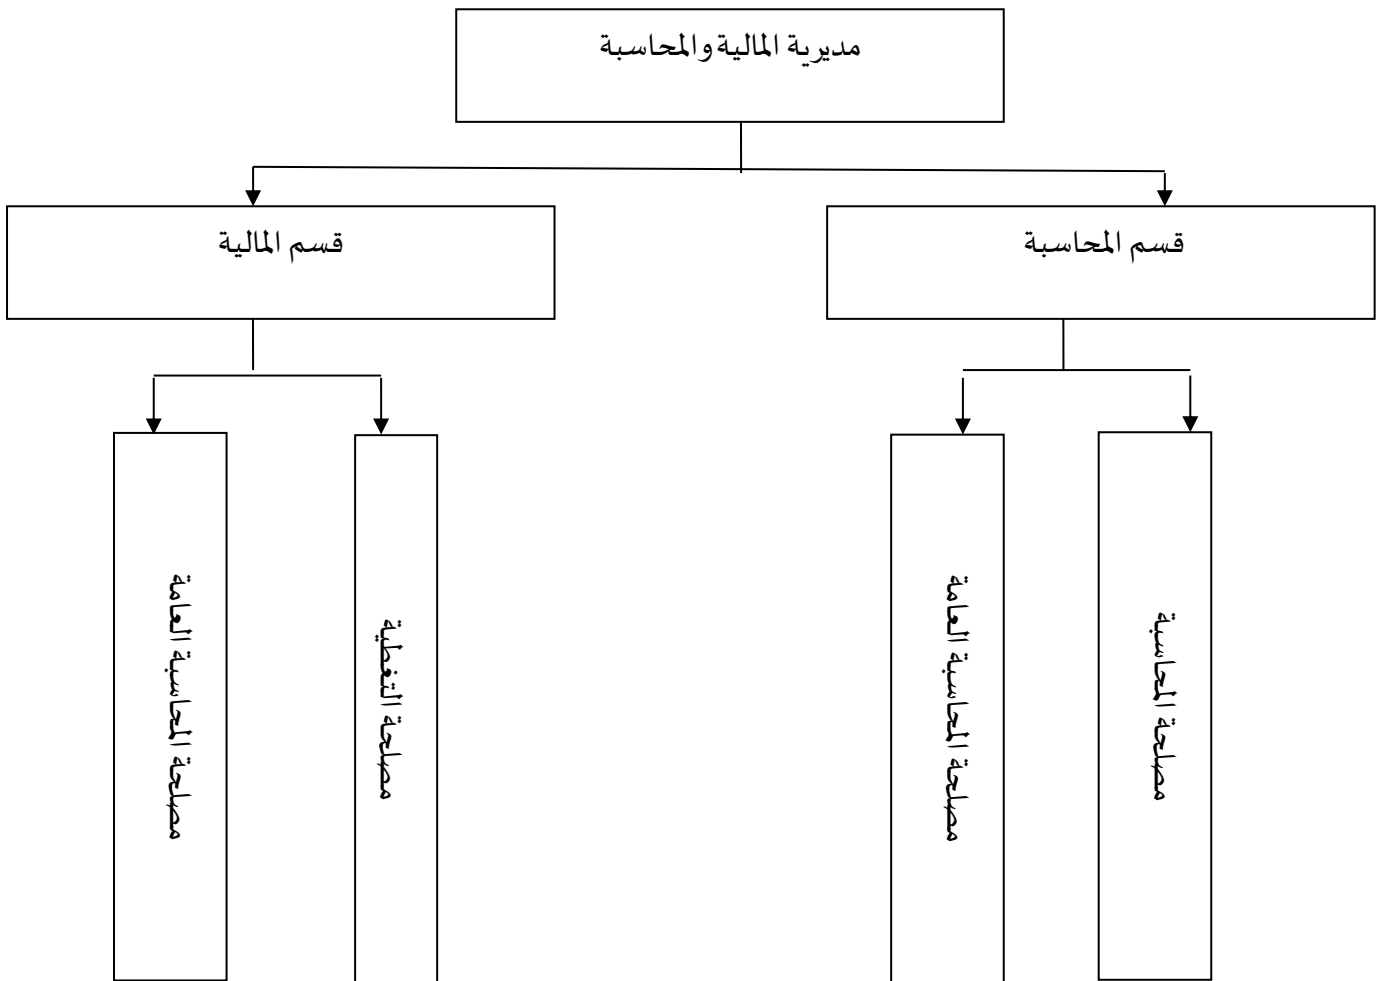 مديرية المالية والمحاسبة
قسم المحاسبة
قسم المالية
مصلحة المحاسبة
مصلحة المحاسبة العامة
مصلحة التغطية
مصلحة المحاسبة العامة